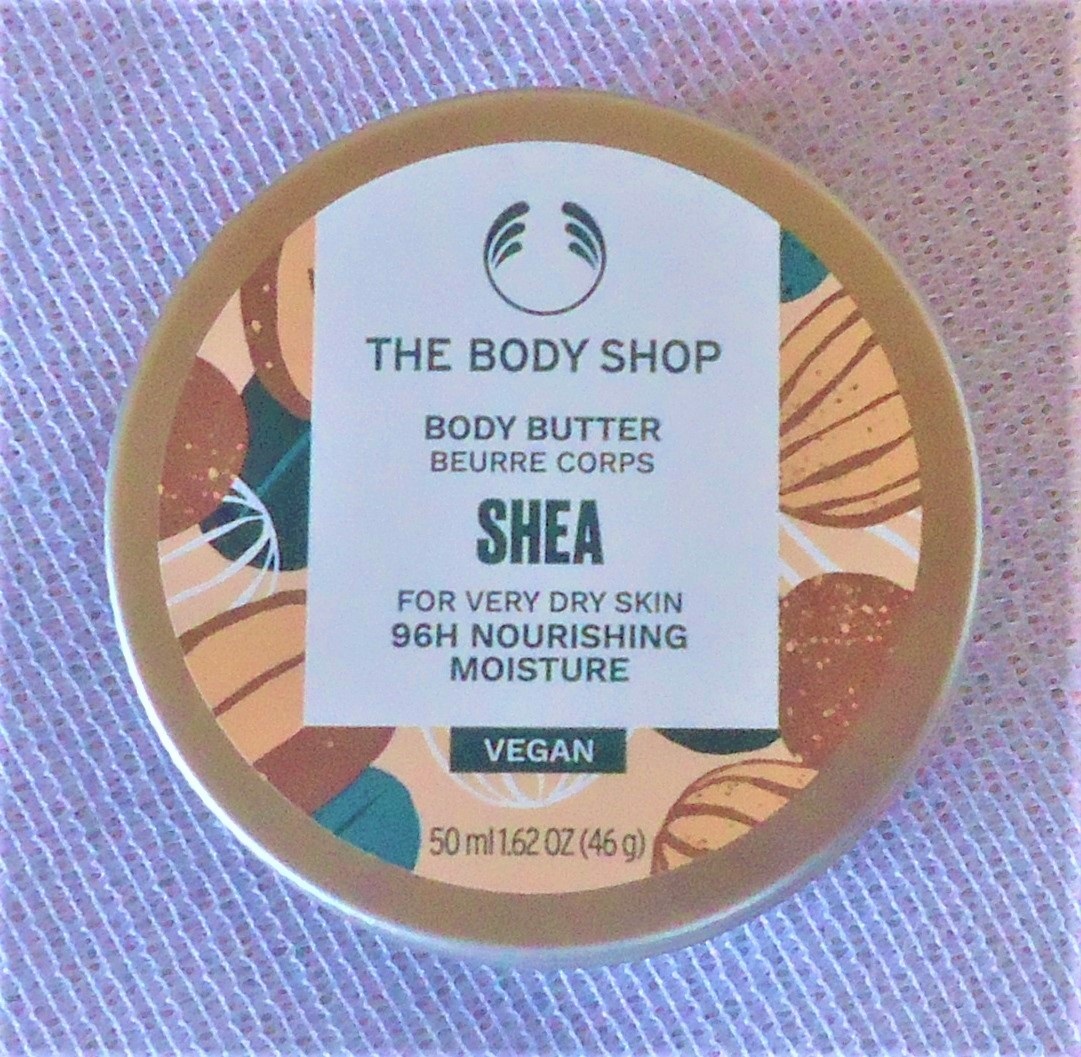 THE BODY SHOP
BODY BUTTER
BEURRE CORPS
SHEA
FOR VERY DRY SKIN
96H NOURISHING
MOISTURE
VEGAN
50 ml 1.62 OZ (46 g)